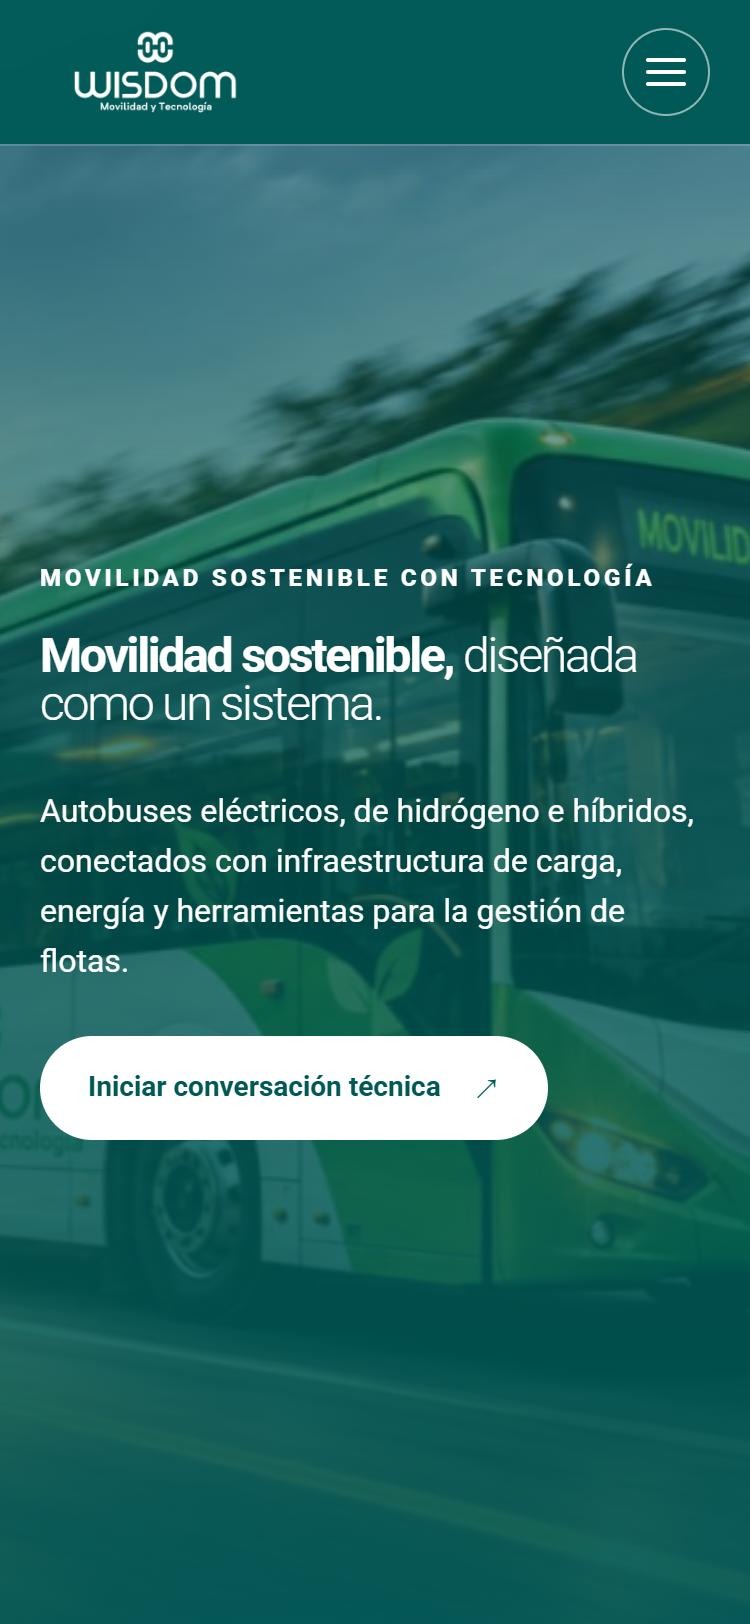 WISDOM
Movilidad y Tecnología
MOVILID
MOVILIDAD SOSTENIBLE CON TECNOLOGÍA
Movilidad sostenible, diseñada
como un sistema.
Autobuses eléctricos, de hidrógeno e híbridos,
conectados con infraestructura de carga,
energía y herramientas para la gestión de
flotas.
Iniciar conversación técnica ↗